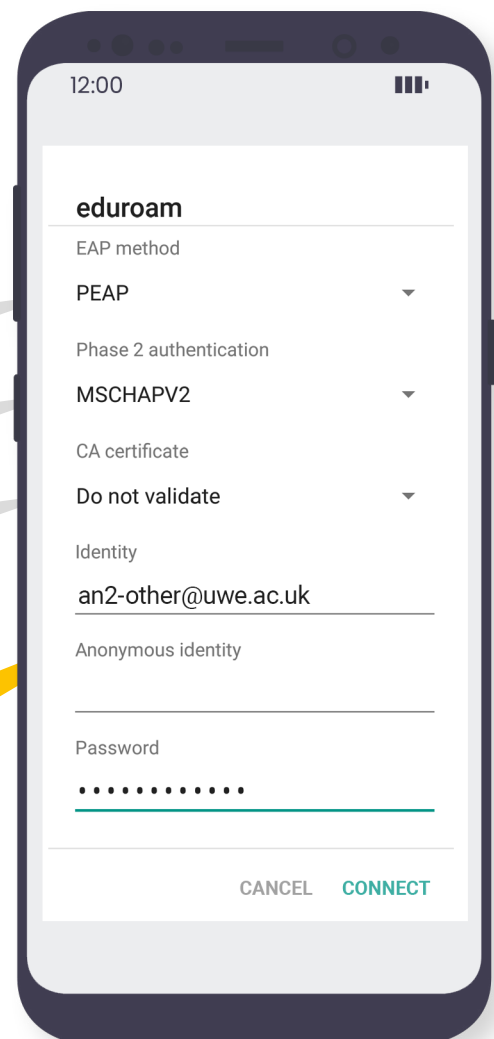 12:00
eduroam
EAP method
PEAP
Phase 2 authentication
MSCHAPV2
CA certificate
Do not validate
Identity
an2-other@uwe.ac.uk
Anonymous identity
Password
••••••••••••
CANCEL CONNECT